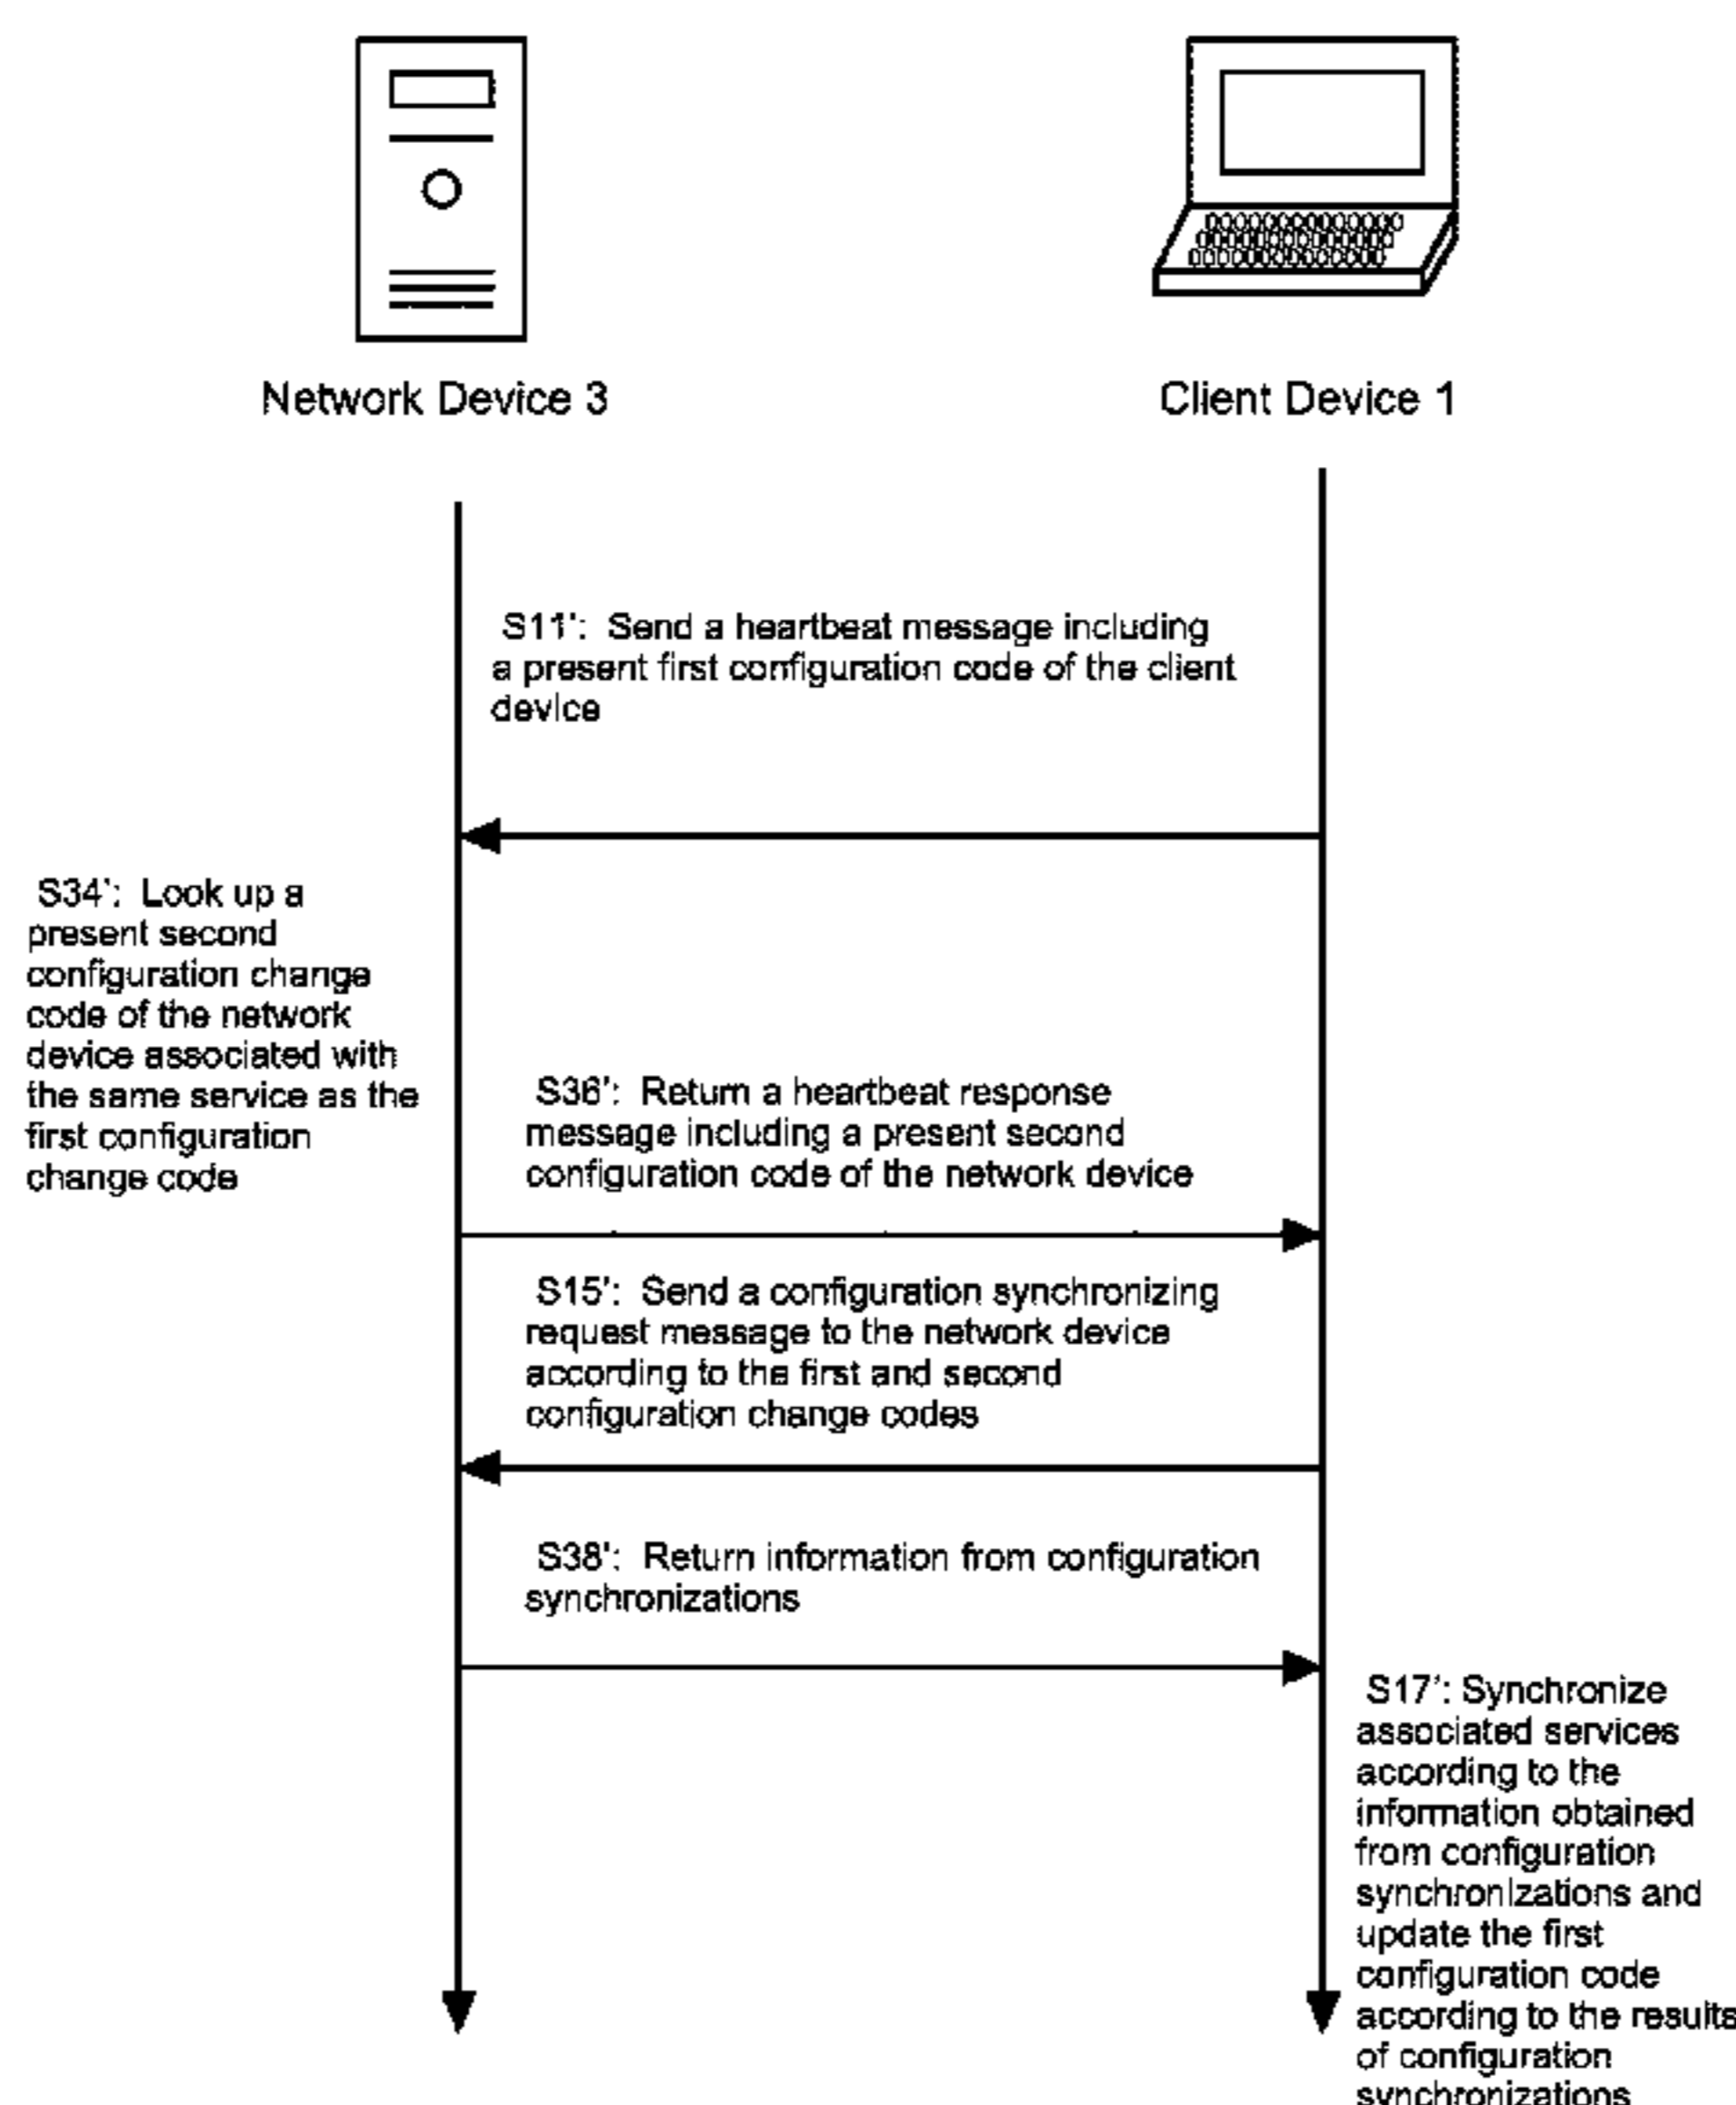 Network Device 3
Client Device 1
S11': Send a heartbeat message including
a present first configuration code of the client
device
S34': Look up a
present second
configuration change
code of the network
device associated with
the same service as the
first configuration
change code
S36': Return a heartbeat response
message including a present second
configuration code of the network device
S15': Send a configuration synchronizing
request message to the network device
according to the first and second
configuration change codes
S38': Return information from configuration
synchronizations
S17': Synchronize
associated services
according to the
information obtained
from configuration
synchronizations and
update the first
configuration code
according to the results
of configuration
synchronizations